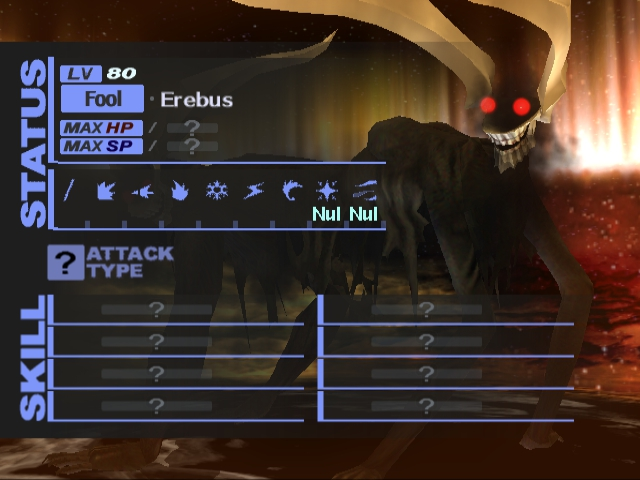 STATUS
LV 80
Fool · Erebus
MAX HP / ?
MAX SP / ?
Nul Nul
? ATTACK TYPE
SKILL
? ?
? ?
? ?
? ?